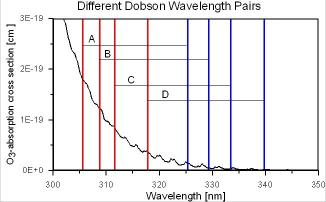 Different Dobson Wavelength Pairs
O3-absorption cross section [cm ]
3E-19
2E-19
1E-19
0E+0
A
B
C
D
300 310 320 330 340 350
Wavelength [nm]